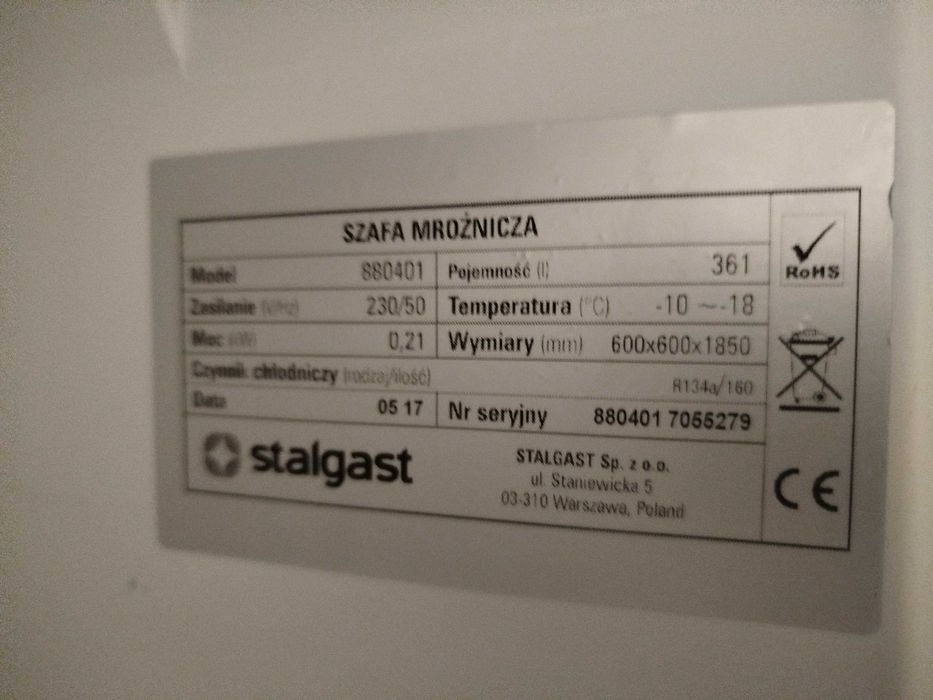 SZAFA MROŹNICZA
Model 880401 Pojemność (l) 361
Zasilanie (V/Hz) 230/50 Temperatura (°C) -10 ~ -18
Moc (kW) 0,21 Wymiary (mm) 600x600x1850
Czynnik chłodniczy (rodzaj/ilość) R134a/160
Data 05 17 Nr seryjny 880401 7055279
stalgast
STALGAST Sp. z o.o.
ul. Staniewicka 5
03-310 Warszawa, Poland
RoHS
CE